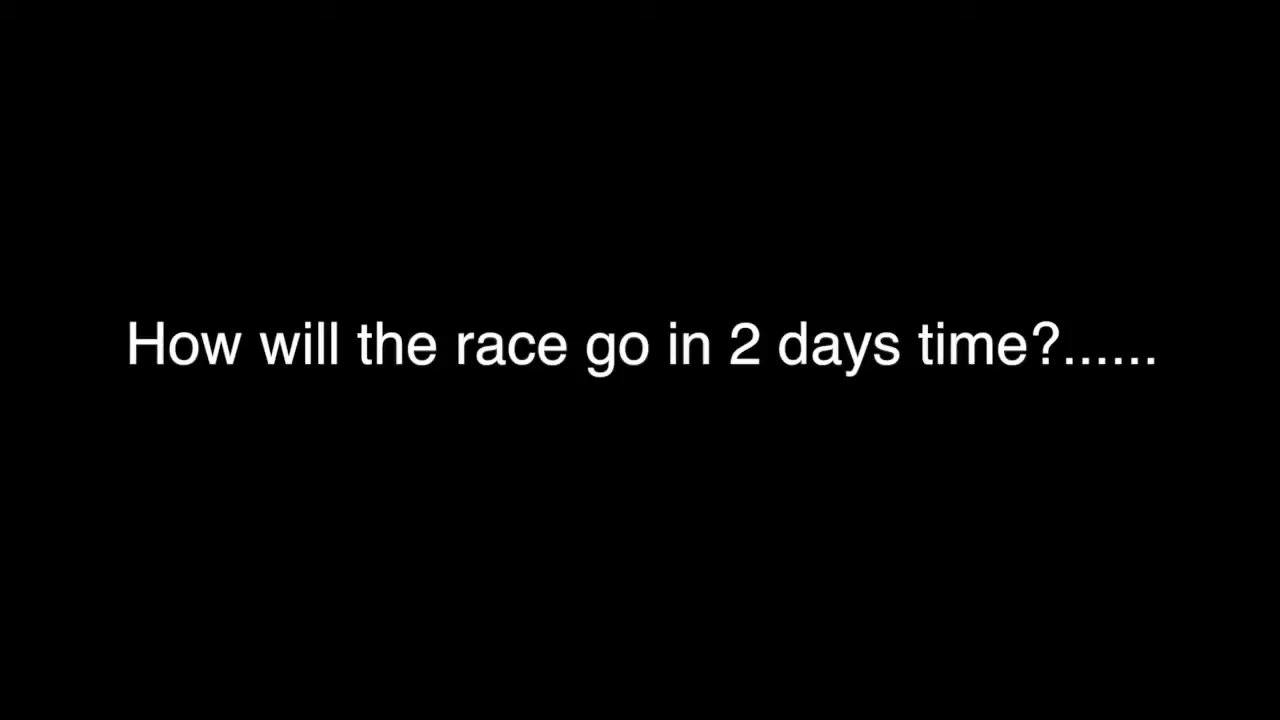 How will the race go in 2 days time?......